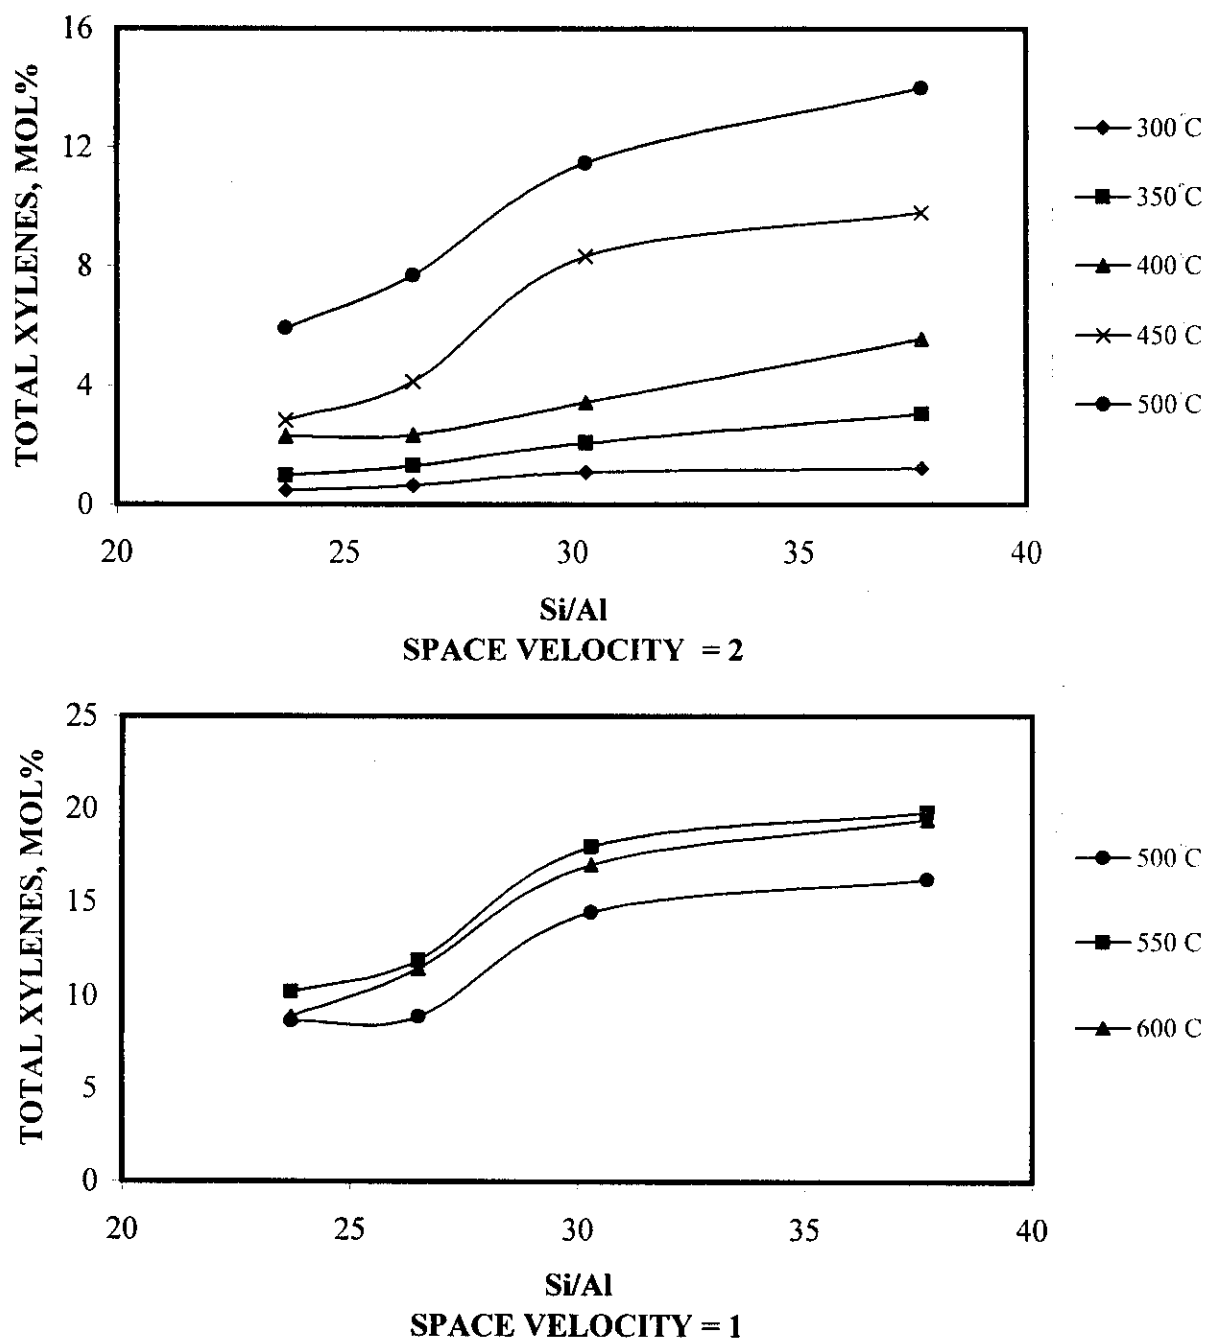 TOTAL XYLENES, MOL%
16
12
8
4
0
20 25 30 35 40
Si/Al
SPACE VELOCITY = 2
300°C
350°C
400°C
450°C
500°C
TOTAL XYLENES, MOL%
25
20
15
10
5
0
20 25 30 35 40
Si/Al
SPACE VELOCITY = 1
500°C
550 C
600 C